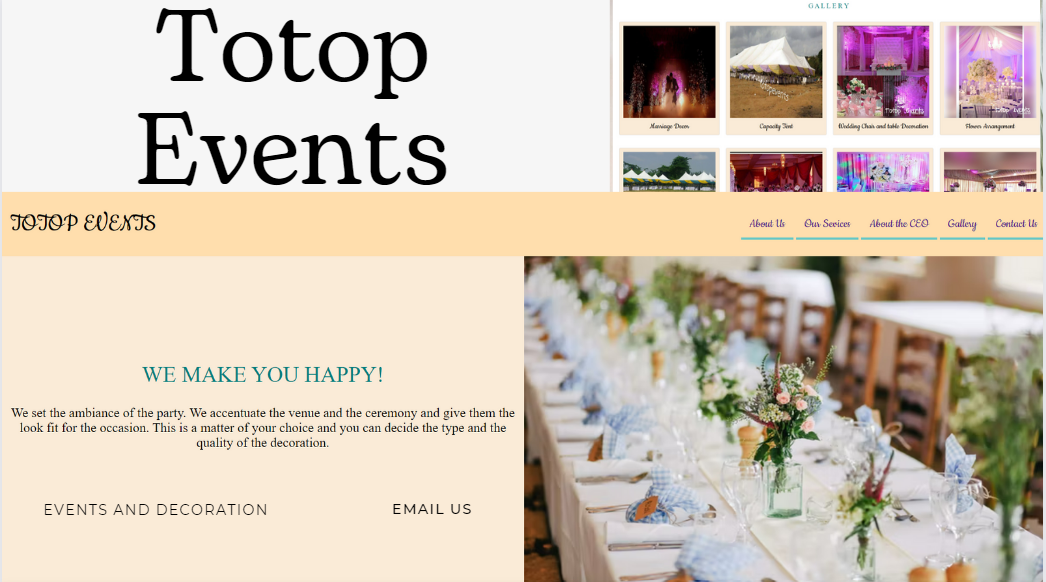 Totop
Events
GALLERY
Massage Decor
Capacity Tent
Wedding Chair and table Decoration
Flower Arrangement
Totop Events
TOTOP EVENTS
About Us
Our Sevices
About the CEO
Gallery
Contact Us
WE MAKE YOU HAPPY!
We set the ambiance of the party. We accentuate the venue and the ceremony and give them the
look fit for the occasion. This is a matter of your choice and you can decide the type and the
quality of the decoration.
EVENTS AND DECORATION
EMAIL US